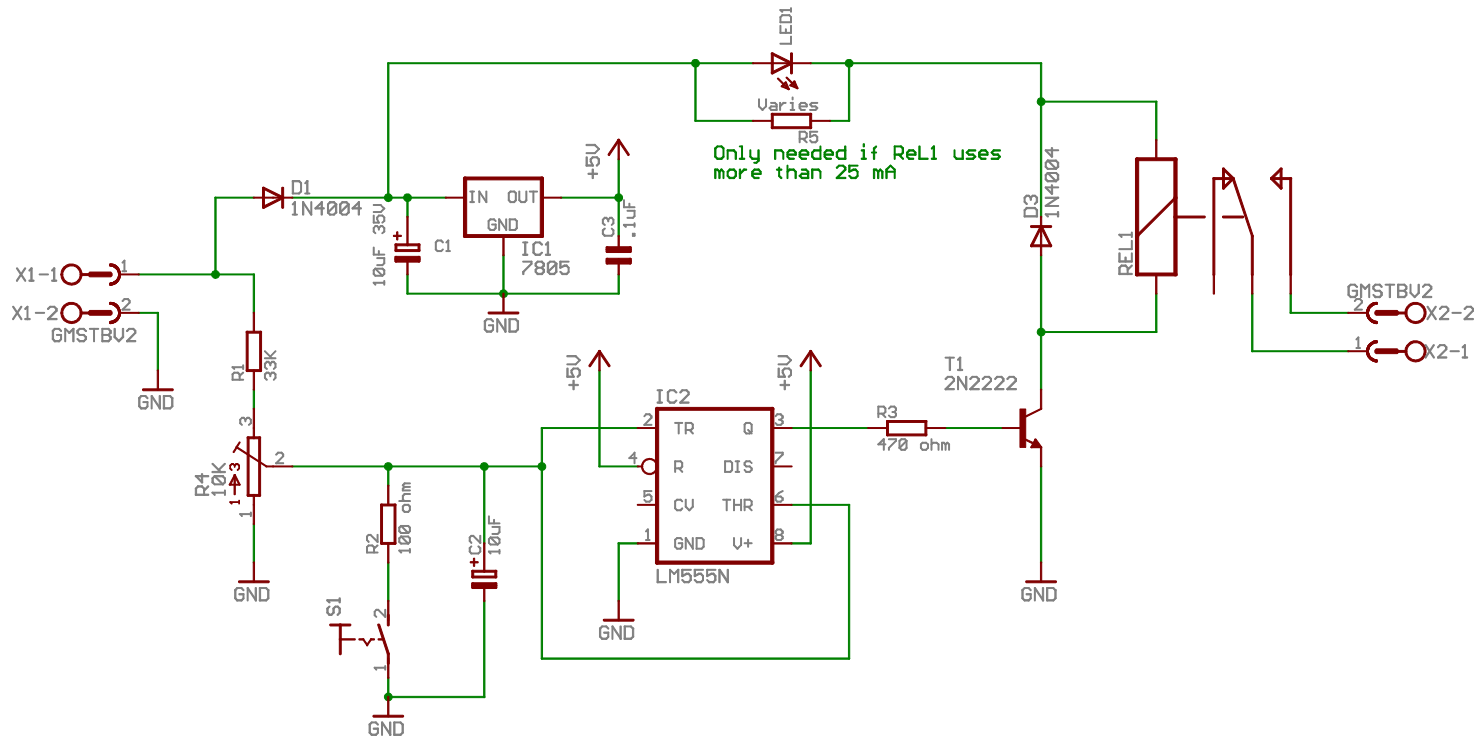 LED1
Varies
R5
Only needed if ReL1 uses
more than 25 mA
+5V
D1
1N4004
IN OUT
GND
IC1
7805
10uF 35V
+
C1
C3
.1uF
GND
D3
1N4004
REL1
X1-1
1
X1-2
2
GMSTBV2
GND
GMSTBV2
2
X2-2
1
X2-1
R1
33K
+5V
+5V
T1
2N2222
IC2
2
TR
Q
3
4
R
DIS
7
5
CV
THR
6
1
GND
V+
8
LM555N
R3
470 ohm
3
2
R4
10K
1
3
1
GND
R2
100 ohm
C2
10uF
+
S1
2
1
GND
GND
GND